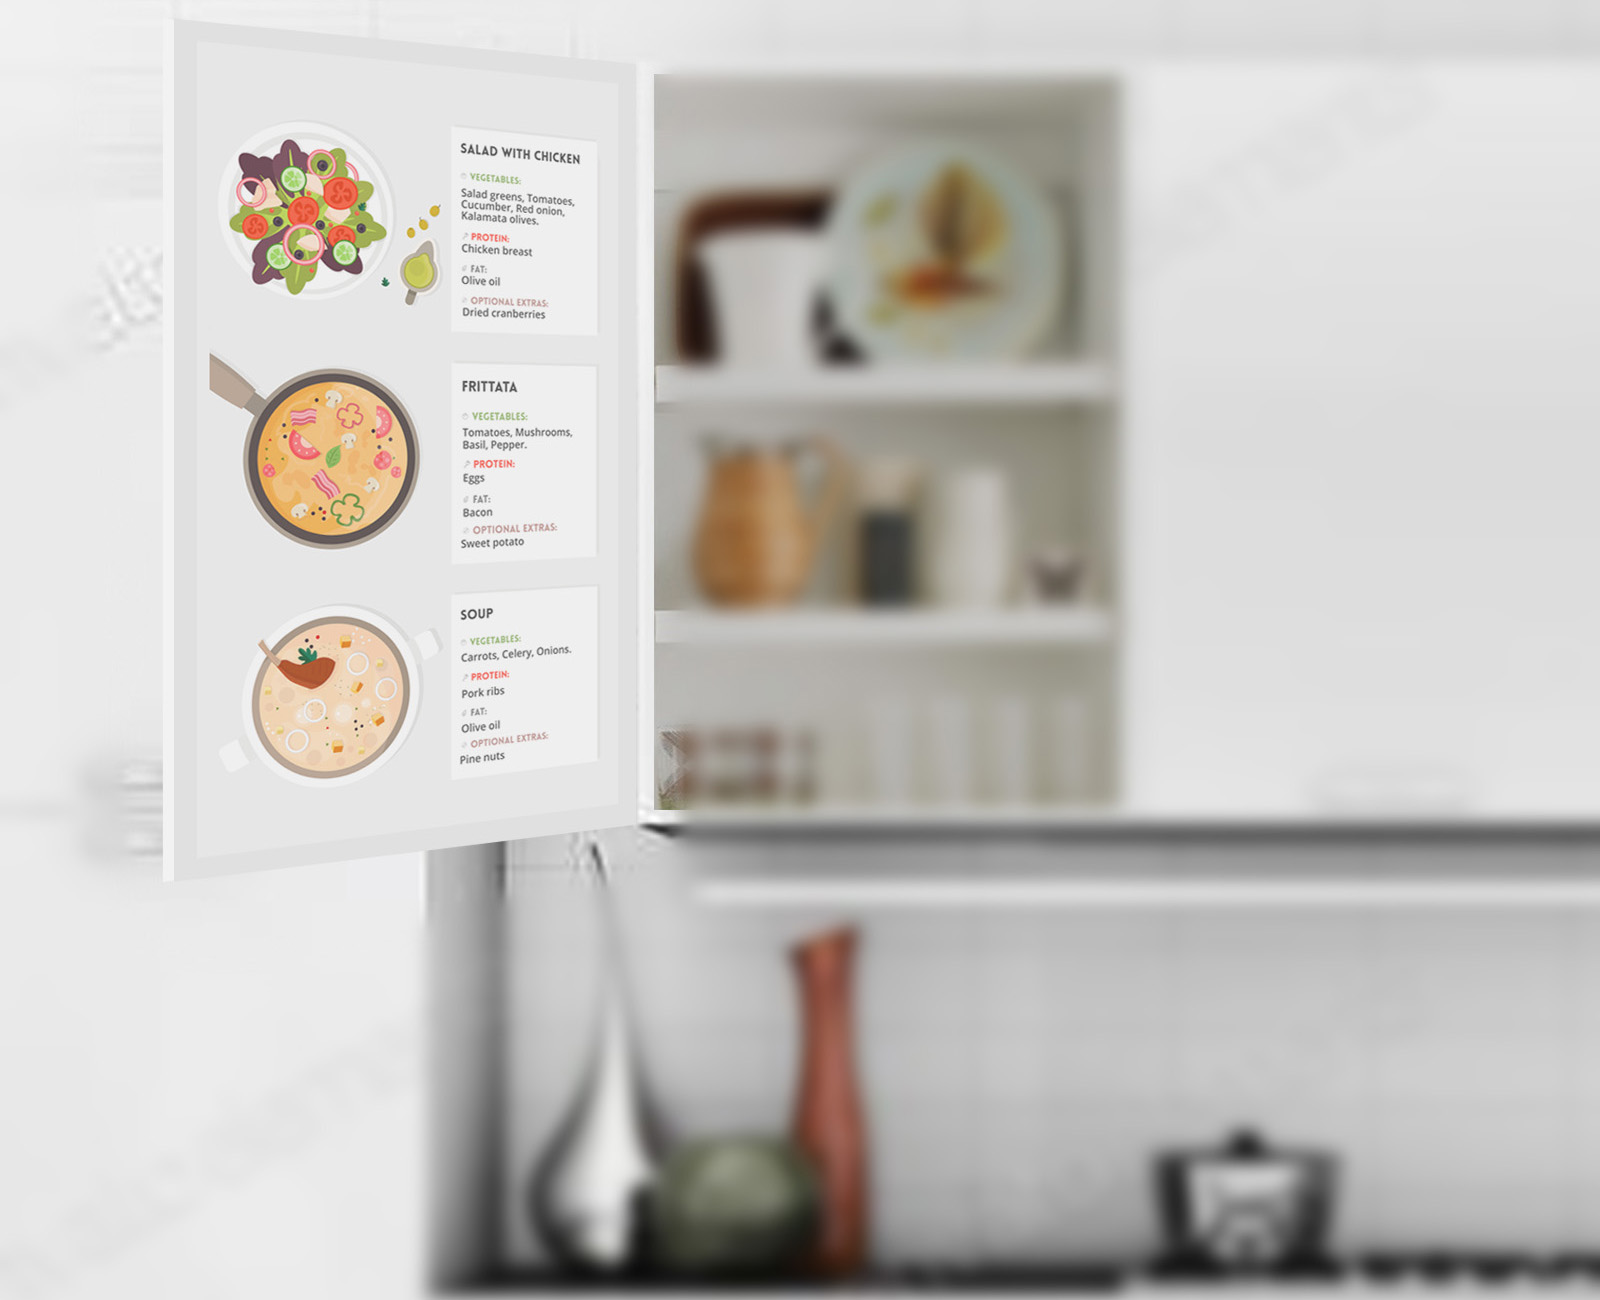 SALAD WITH CHICKEN
VEGETABLES:
Salad greens, Tomatoes,
Cucumber, Red onion,
Kalamata olives.
PROTEIN:
Chicken breast
FAT:
Olive oil
OPTIONAL EXTRAS:
Dried cranberries
FRITTATA
VEGETABLES:
Tomatoes, Mushrooms,
Basil, Pepper.
PROTEIN:
Eggs
FAT:
Bacon
OPTIONAL EXTRAS:
Sweet potato
SOUP
VEGETABLES:
Carrots, Celery, Onions.
PROTEIN:
Pork ribs
FAT:
Olive oil
OPTIONAL EXTRAS:
Pine nuts